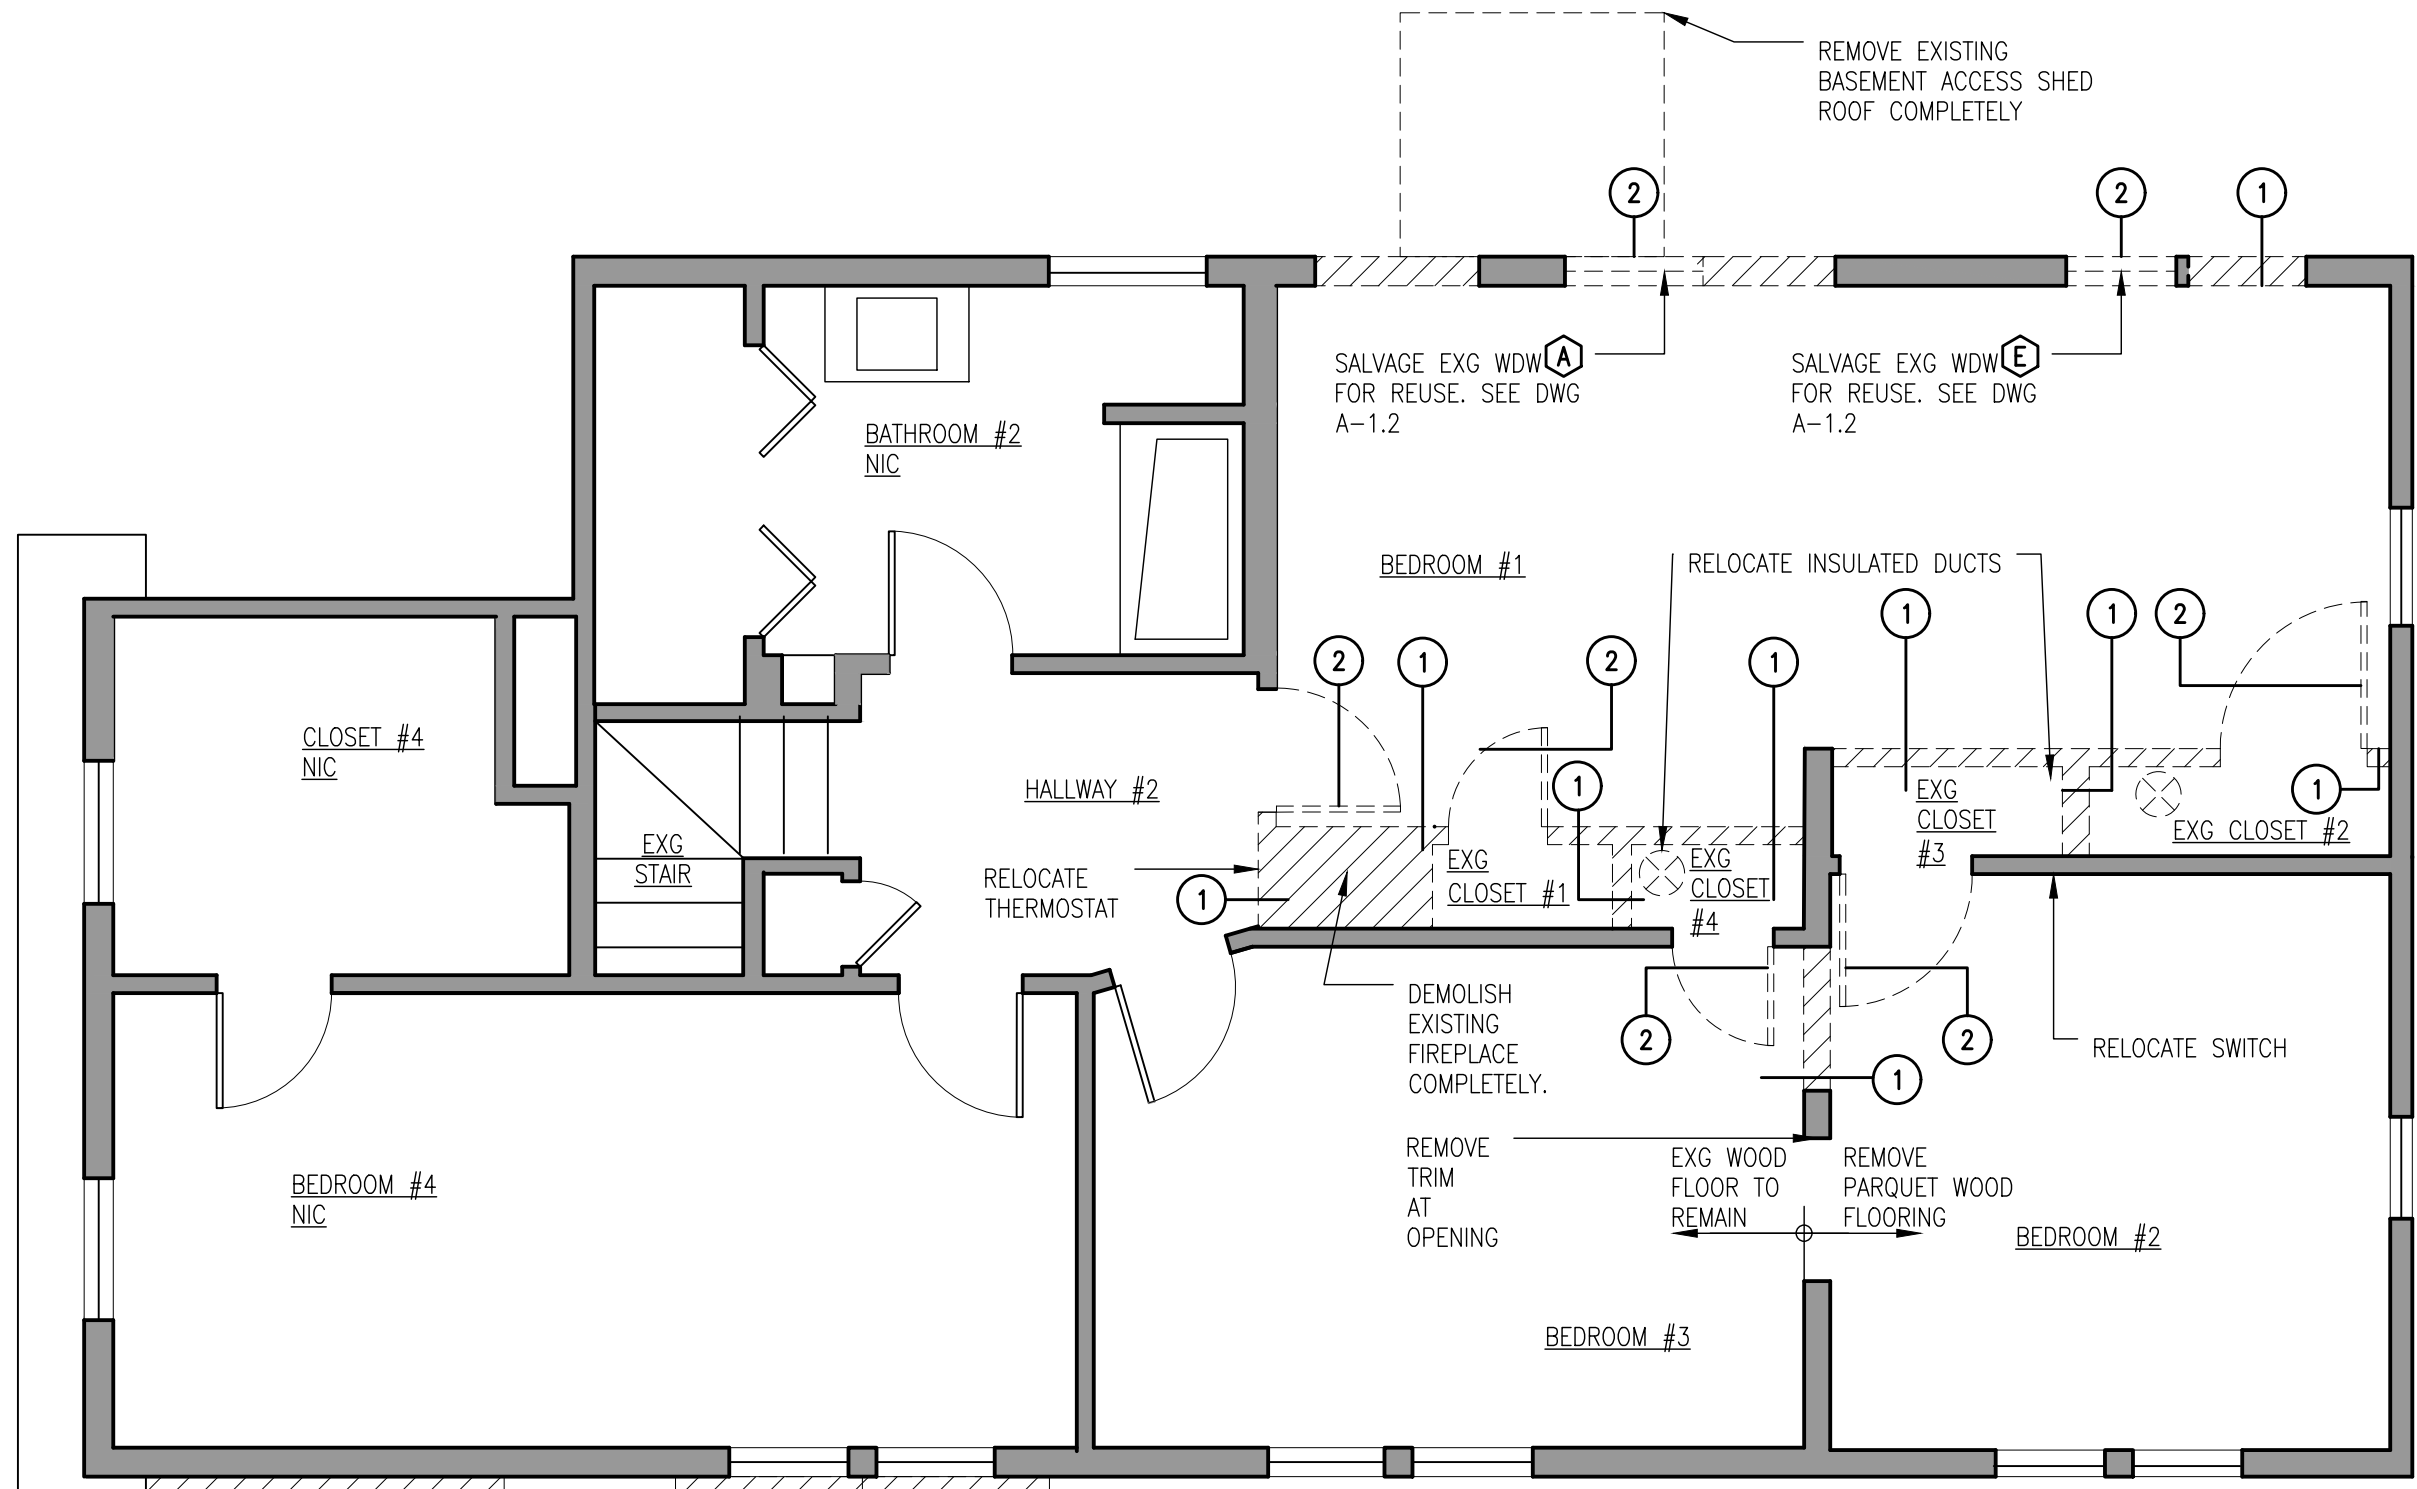 REMOVE EXISTING
BASEMENT ACCESS SHED
ROOF COMPLETELY
2
2
1
SALVAGE EXG WDW A
FOR REUSE. SEE DWG
A-1.2
SALVAGE EXG WDW E
FOR REUSE. SEE DWG
A-1.2
BATHROOM #2
NIC
BEDROOM #1
RELOCATE INSULATED DUCTS
1
1
2
2
1
2
1
CLOSET #4
NIC
HALLWAY #2
1
1
EXG
CLOSET
#3
EXG CLOSET #2
EXG
STAIR
RELOCATE
THERMOSTAT
1
EXG
CLOSET #1
EXG
CLOSET
#4
DEMOLISH
EXISTING
FIREPLACE
COMPLETELY.
2
2
RELOCATE SWITCH
1
REMOVE
TRIM
AT
OPENING
EXG WOOD
FLOOR TO
REMAIN
REMOVE
PARQUET WOOD
FLOORING
BEDROOM #4
NIC
BEDROOM #2
BEDROOM #3